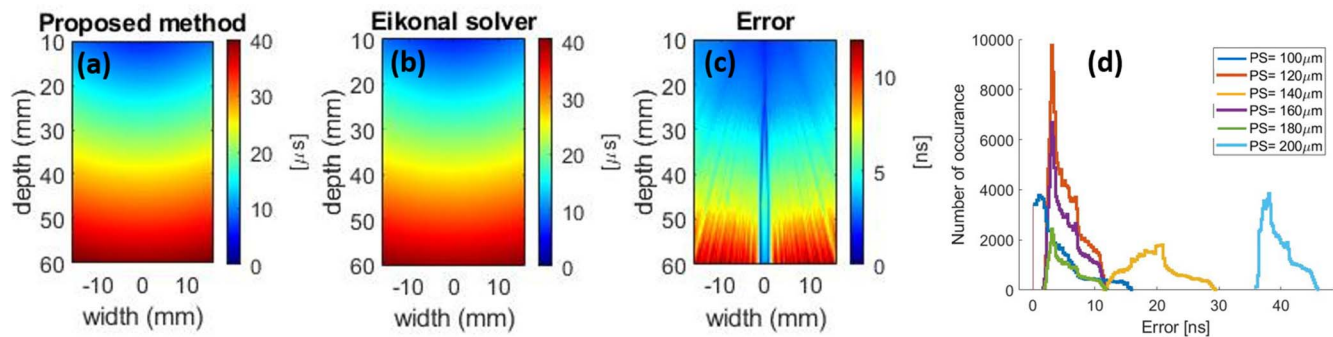 Proposed method
(a)
10
20
30
40
50
60
depth (mm)
-10 0 10
width (mm)
40
30
20
10
0
[μs]
Eikonal solver
(b)
10
20
30
40
50
60
depth (mm)
-10 0 10
width (mm)
40
30
20
10
0
[μs]
Error
(c)
10
20
30
40
50
60
depth (mm)
-10 0 10
width (mm)
10
5
0
[ns]
(d)
10000
8000
6000
4000
2000
0
Number of occurance
0 10 20 30 40
Error [ns]
PS= 100μm
PS= 120μm
PS= 140μm
PS= 160μm
PS= 180μm
PS= 200μm